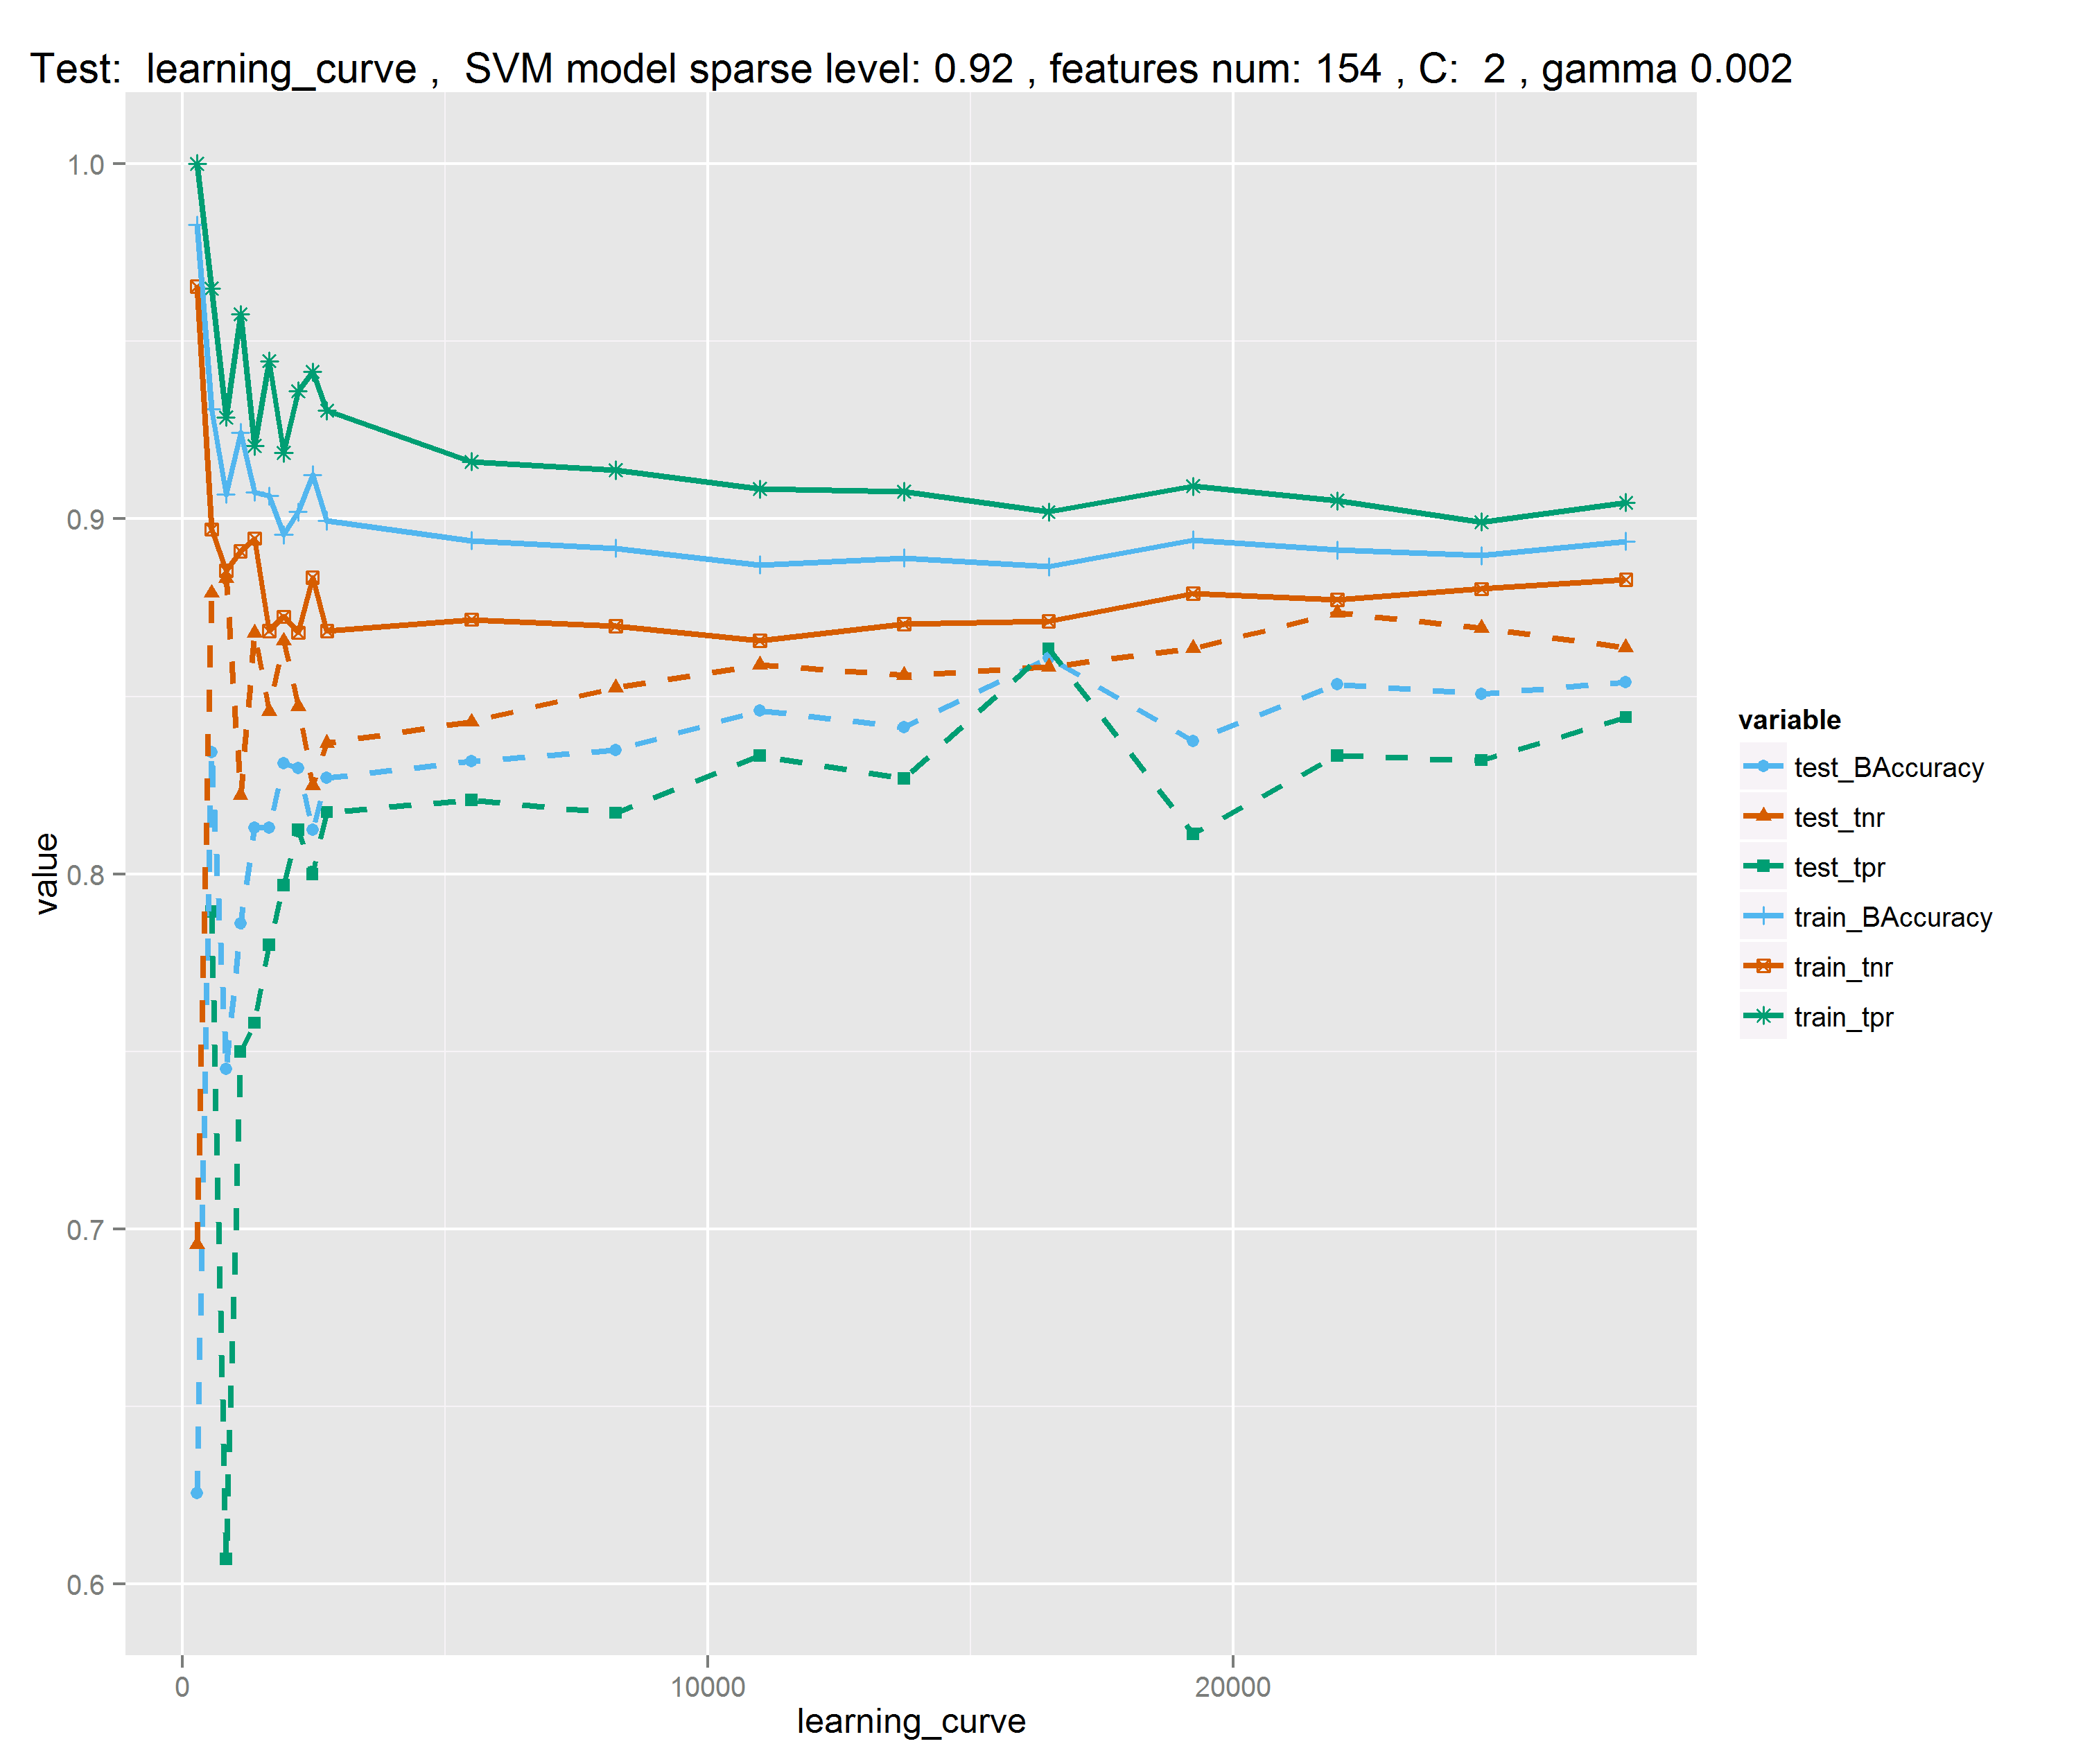 Test:  learning_curve ,  SVM model sparse level: 0.92 , features num: 154 , C:  2 , gamma 0.002
1.0
0.9
0.8
0.7
0.6
value
0
10000
20000
learning_curve
variable
test_BAccuracy
test_tnr
test_tpr
train_BAccuracy
train_tnr
train_tpr